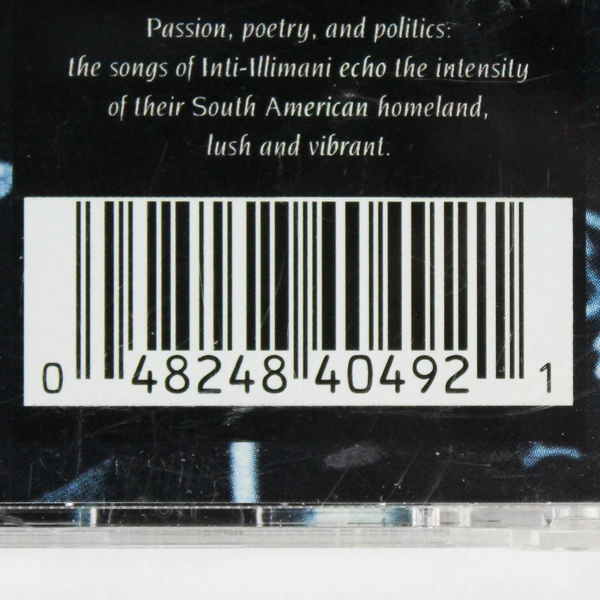 Passion, poetry, and politics:
the songs of Inti-Illimani echo the intensity
of their South American homeland,
lush and vibrant.
0 48248 40492 1